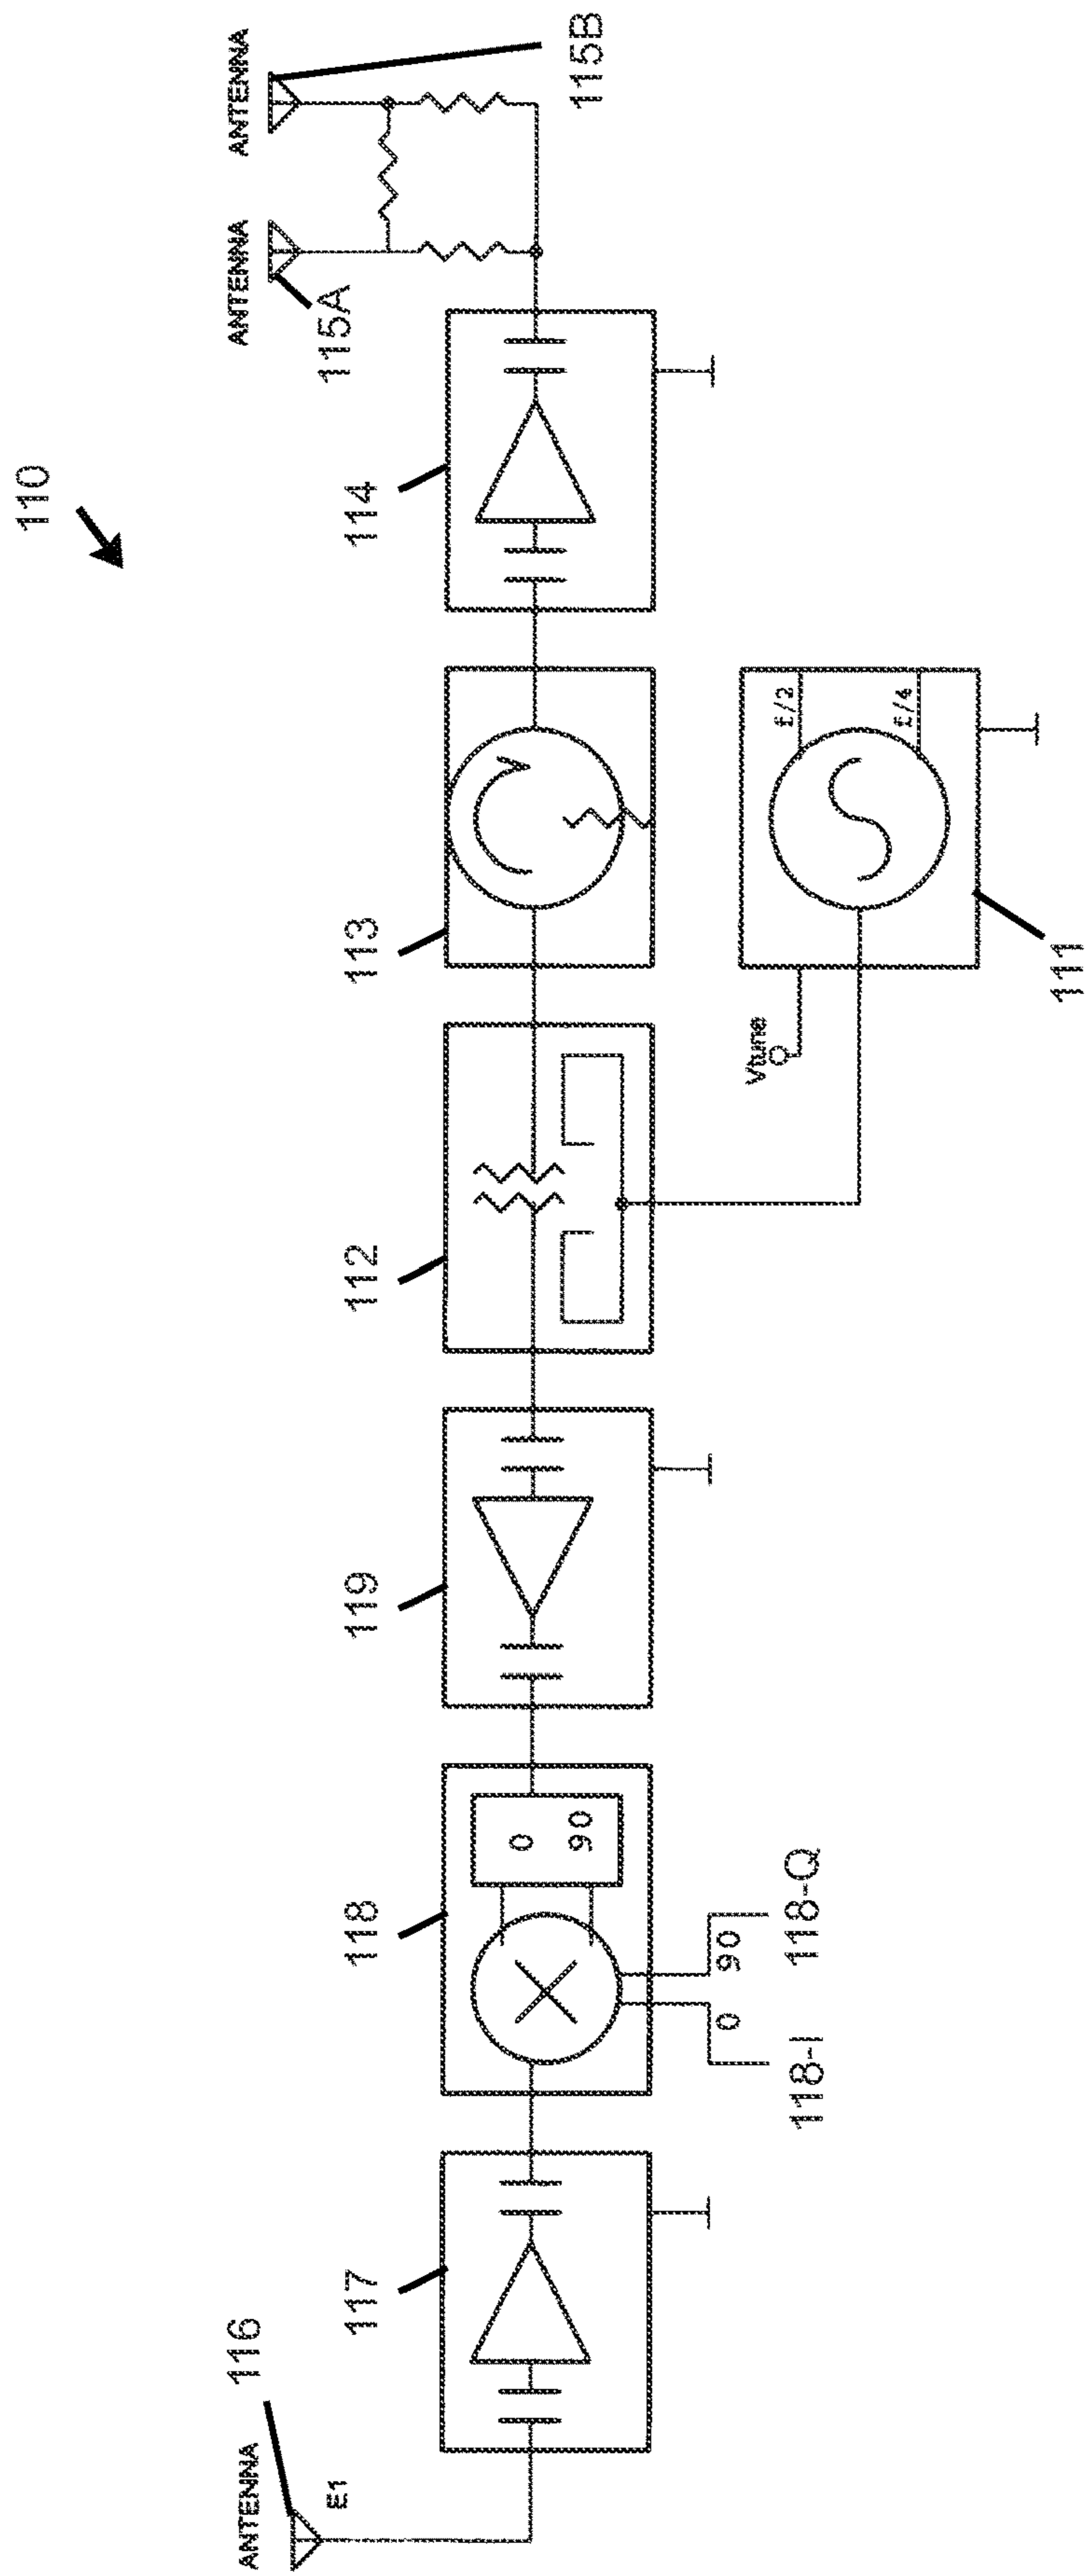 110
ANTENNA
116
E1
117
118
0
90
0
90
118-I
118-Q
119
112
113
114
ANTENNA
115A
ANTENNA
115B
Vtune
f/2
f/4
111